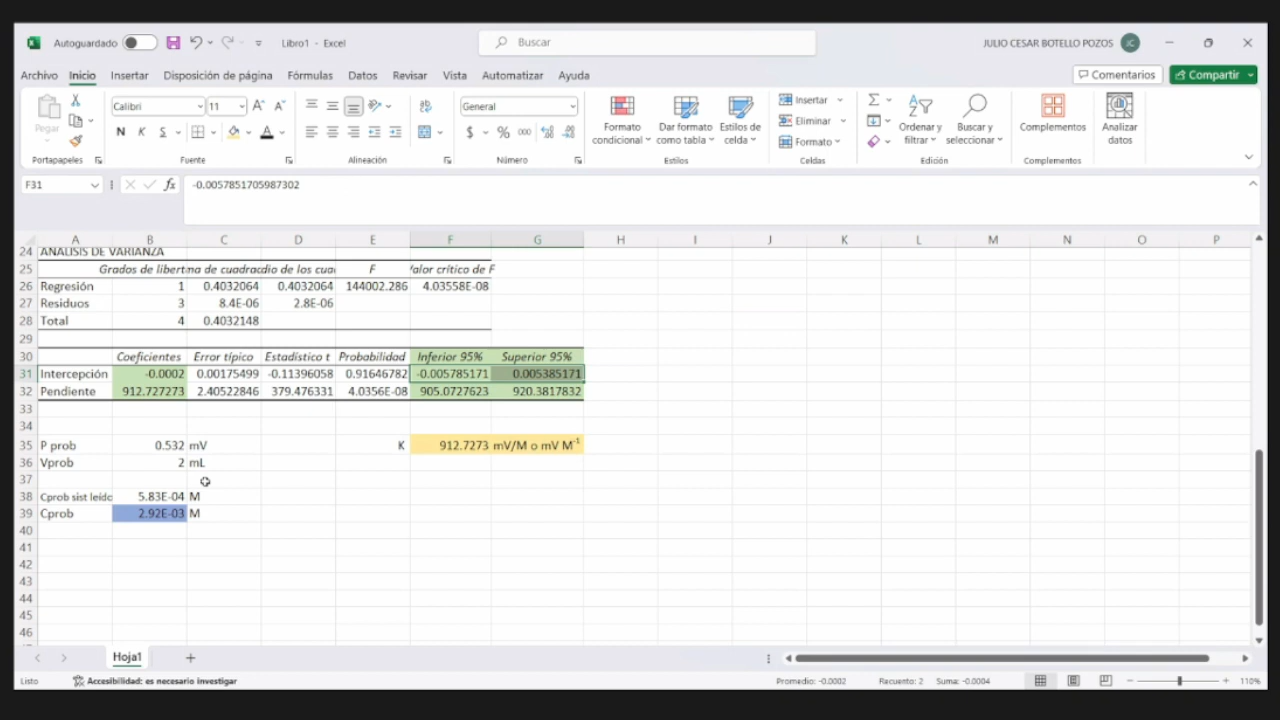 Autoguardado Libro1 - Excel Buscar JULIO CESAR BOTELLO POZOS JC
Archivo Inicio Insertar Disposición de página Fórmulas Datos Revisar Vista Automatizar Ayuda Comentarios Compartir
Pegar Calibri 11 General Formato condicional Dar formato como tabla Estilos de celda Insertar Eliminar Formato Ordenar y filtrar Buscar y seleccionar Complementos Analizar datos
N K S $ % 000
Portapapeles Fuente Alineación Número Estilos Celdas Edición Complementos
F31 fx -0.0057851705987302
A B C D E F G H I J K L M N O P
24 ANÁLISIS DE VARIANZA
25 Grados de libert na de cuadrac dio de los cuac F /alor crítico de F
26 Regresión 1 0.4032064 0.4032064 144002.286 4.03558E-08
27 Residuos 3 8.4E-06 2.8E-06
28 Total 4 0.4032148
29
30 Coeficientes Error típico Estadístico t Probabilidad Inferior 95% Superior 95%
31 Intercepción -0.0002 0.00175499 -0.11396058 0.91646782 -0.005785171 0.005385171
32 Pendiente 912.727273 2.40522846 379.476331 4.0356E-08 905.0727623 920.3817832
33
34
35 P prob 0.532 mV K 912.7273 mV/M o mV M⁻¹
36 Vprob 2 mL
37
38 Cprob sist leído 5.83E-04 M
39 Cprob 2.92E-03 M
40
41
42
43
44
45
46
Hoja1
Listo Accesibilidad: es necesario investigar Promedio: -0.0002 Recuento: 2 Suma: -0.0004 110%